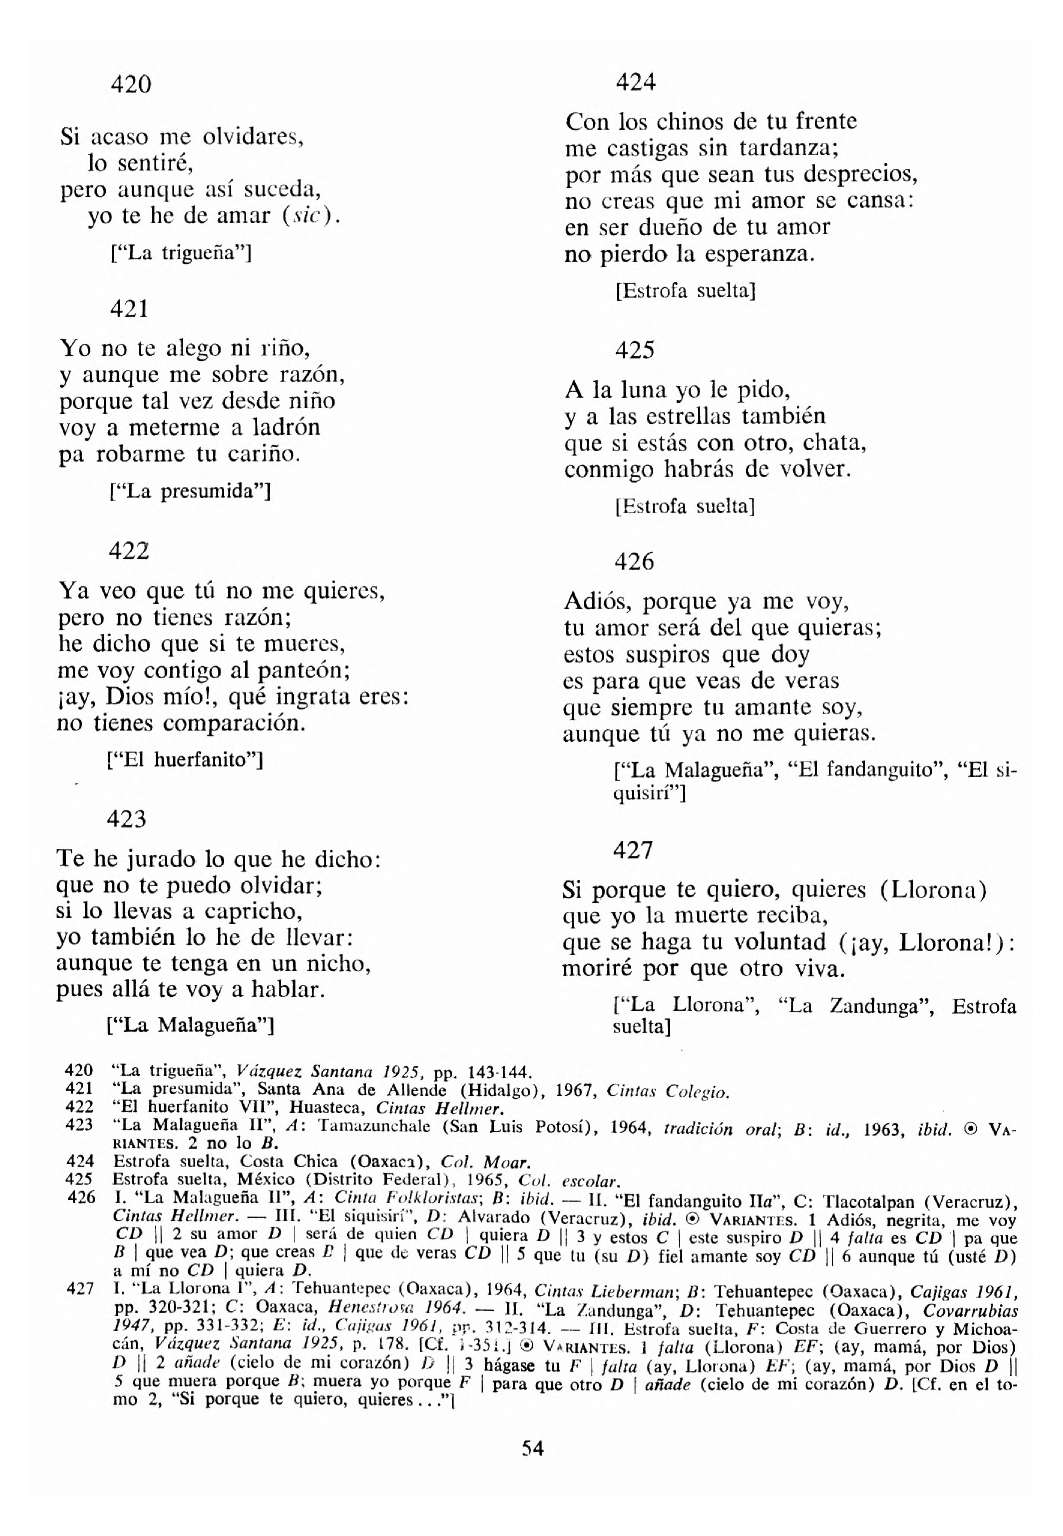 420
Si acaso me olvidares,
lo sentiré,
pero aunque así suceda,
yo te he de amar (sic).
["La trigueña"]
421
Yo no te alego ni riño,
y aunque me sobre razón,
porque tal vez desde niño
voy a meterme a ladrón
pa robarme tu cariño.
["La presumida"]
422
Ya veo que tú no me quieres,
pero no tienes razón;
he dicho que si te mueres,
me voy contigo al panteón;
¡ay, Dios mío!, qué ingrata eres:
no tienes comparación.
["El huerfanito"]
423
Te he jurado lo que he dicho:
que no te puedo olvidar;
si lo llevas a capricho,
yo también lo he de llevar:
aunque te tenga en un nicho,
pues allá te voy a hablar.
["La Malagueña"]
424
Con los chinos de tu frente
me castigas sin tardanza;
por más que sean tus desprecios,
no creas que mi amor se cansa:
en ser dueño de tu amor
no pierdo la esperanza.
[Estrofa suelta]
425
A la luna yo le pido,
y a las estrellas también
que si estás con otro, chata,
conmigo habrás de volver.
[Estrofa suelta]
426
Adiós, porque ya me voy,
tu amor será del que quieras;
estos suspiros que doy
es para que veas de veras
que siempre tu amante soy,
aunque tú ya no me quieras.
["La Malagueña", "El fandanguito", "El si-
quisirí"]
427
Si porque te quiero, quieres (Llorona)
que yo la muerte reciba,
que se haga tu voluntad (¡ay, Llorona!):
moriré por que otro viva.
["La Llorona", "La Zandunga", Estrofa
suelta]
420 "La trigueña", Vázquez Santana 1925, pp. 143-144.
421 "La presumida", Santa Ana de Allende (Hidalgo), 1967, Cintas Colegio.
422 "El huerfanito VII", Huasteca, Cintas Hellmer.
423 "La Malagueña II", A: Tamazunchale (San Luis Potosí), 1964, tradición oral; B: id., 1963, ibid. ⊙ VA-
RIANTES. 2 no lo B.
424 Estrofa suelta, Costa Chica (Oaxaca), Col. Moar.
425 Estrofa suelta, México (Distrito Federal), 1965, Col. escolar.
426 I. "La Malagueña II", A: Cinta Folkloristas; B: ibid. — II. "El fandanguito IIa", C: Tlacotalpan (Veracruz),
Cintas Hellmer. — III. "El siquisirí", D: Alvarado (Veracruz), ibid. ⊙ VARIANTES. 1 Adiós, negrita, me voy
CD || 2 su amor D | será de quien CD | quiera D || 3 y estos C | este suspiro D || 4 falta es CD | pa que
B | que vea D; que creas | que de veras CD || 5 que tu (su D) fiel amante soy CD || 6 aunque tú (usté D)
a mí no CD | quiera D.
427 I. "La Llorona I", A: Tehuantepec (Oaxaca), 1964, Cintas Lieberman; B: Tehuantepec (Oaxaca), Cajigas 1961,
pp. 320-321; C: Oaxaca, Henestrosa 1964. — II. "La Zandunga", D: Tehuantepec (Oaxaca), Covarrubias
1947, pp. 331-332; E: id., Cajigas 1961, pp. 312-314. — III. Estrofa suelta, F: Costa de Guerrero y Michoa-
cán, Vázquez Santana 1925, p. 178. [Cf. ⊙ VARIANTES. 1 falta (Llorona) EF; (ay, mamá, por Dios)
D || 2 añade (cielo de mi corazón) D || 3 hágase tu F | falta (ay, Llorona) EF; (ay, mamá, por Dios D ||
5 que muera porque B; muera yo porque F | para que otro D | añade (cielo de mi corazón) D. [Cf. en el to-
mo 2, "Si porque te quiero, quieres..."]
54